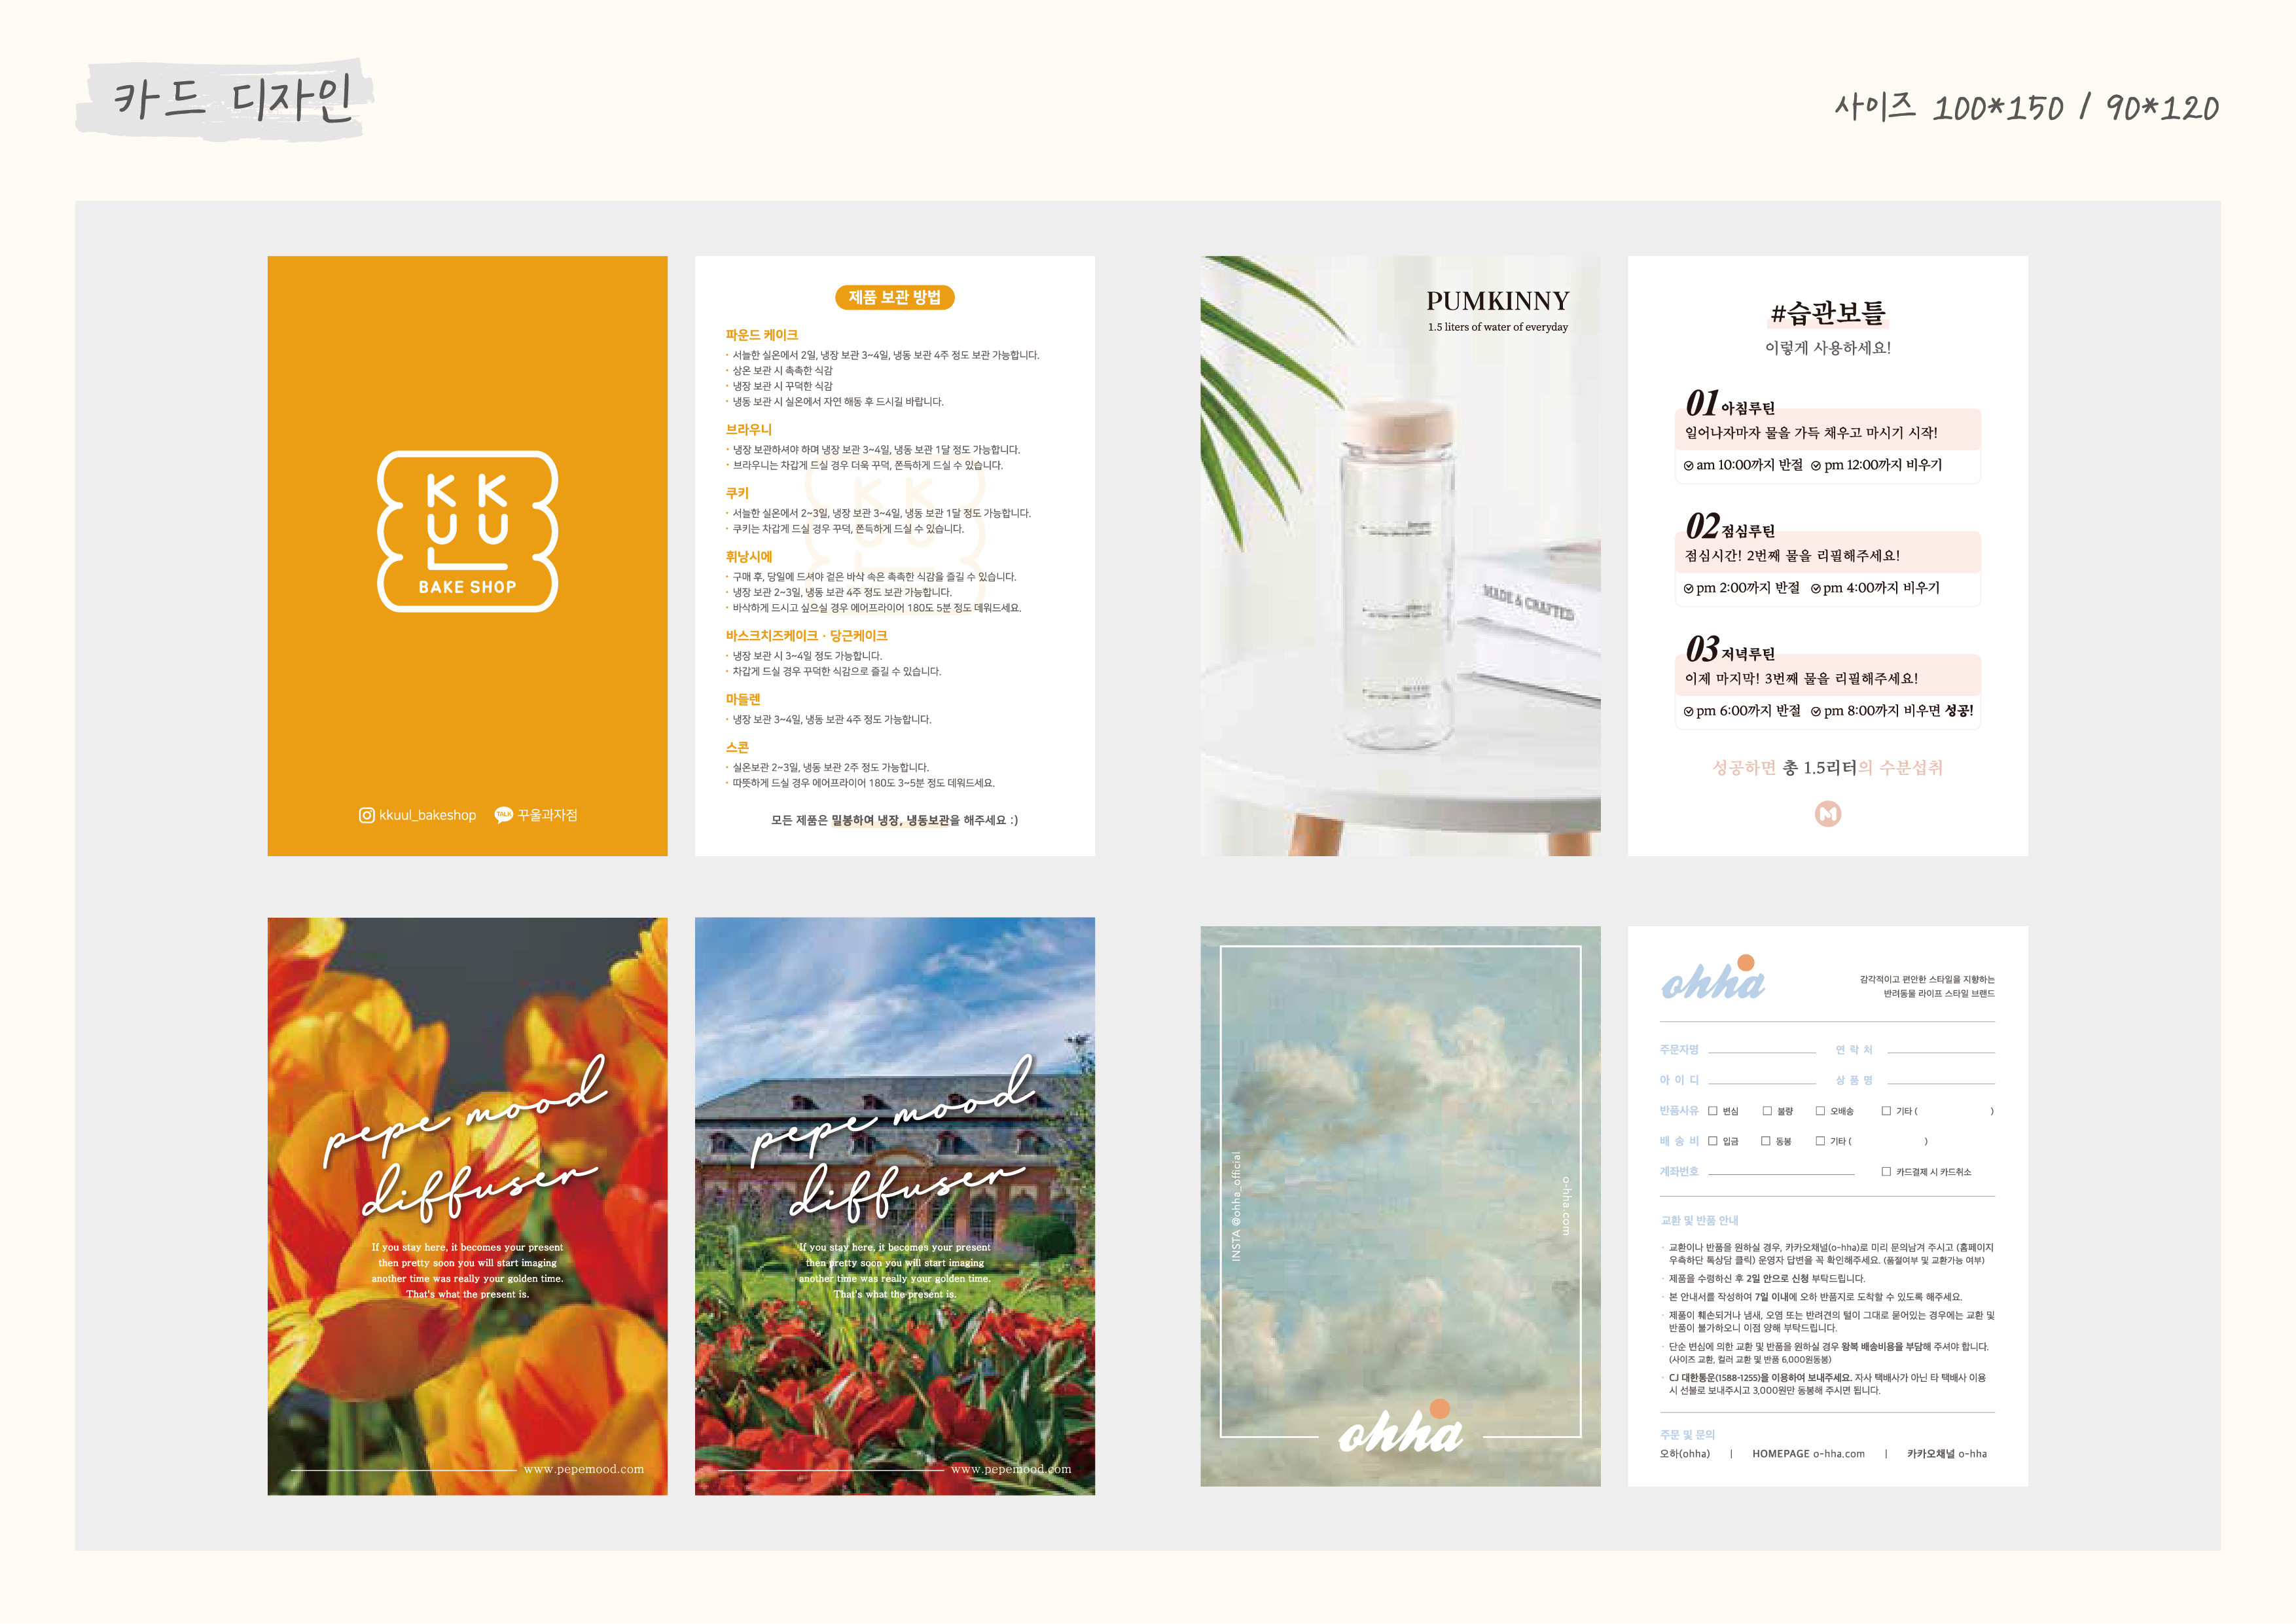 카드 디자인
사이즈 100*150 / 90*120
K K
U U
L
BAKE SHOP
kkuul_bakeshop
TALK 꾸울과자점
제품 보관 방법
파운드 케이크
· 서늘한 실온에서 2일, 냉장 보관 3~4일, 냉동 보관 4주 정도 보관 가능합니다.
· 상온 보관 시 촉촉한 식감
· 냉장 보관 시 꾸덕한 식감
· 냉동 보관 시 실온에서 자연 해동 후 드시길 바랍니다.
브라우니
· 냉장 보관하셔야 하며 냉장 보관 3~4일, 냉동 보관 1달 정도 가능합니다.
· 브라우니는 차갑게 드실 경우 더욱 꾸덕, 쫀득하게 드실 수 있습니다.
쿠키
· 서늘한 실온에서 2~3일, 냉장 보관 3~4일, 냉동 보관 1달 정도 가능합니다.
· 쿠키는 차갑게 드실 경우 꾸덕, 쫀득하게 드실 수 있습니다.
휘낭시에
· 구매 후, 당일에 드셔야 겉은 바삭 속은 촉촉한 식감을 즐길 수 있습니다.
· 냉장 보관 2~3일, 냉동 보관 4주 정도 보관 가능합니다.
· 바삭하게 드시고 싶으실 경우 에어프라이어 180도 5분 정도 데워드세요.
바스크치즈케이크 · 당근케이크
· 냉장 보관 시 3~4일 정도 가능합니다.
· 차갑게 드실 경우 꾸덕한 식감으로 즐길 수 있습니다.
마들렌
· 냉장 보관 3~4일, 냉동 보관 4주 정도 가능합니다.
스콘
· 실온보관 2~3일, 냉동 보관 2주 정도 가능합니다.
· 따뜻하게 드실 경우 에어프라이어 180도 3~5분 정도 데워드세요.
모든 제품은 밀봉하여 냉장, 냉동보관을 해주세요 :)
PUMKINNY
1.5 liters of water of everyday
MADE & CRAFTED
#습관보틀
이렇게 사용하세요!
01 아침루틴
일어나자마자 물을 가득 채우고 마시기 시작!
am 10:00까지 반절 pm 12:00까지 비우기
02 점심루틴
점심시간! 2번째 물을 리필해주세요!
pm 2:00까지 반절 pm 4:00까지 비우기
03 저녁루틴
이제 마지막! 3번째 물을 리필해주세요!
pm 6:00까지 반절 pm 8:00까지 비우면 성공!
성공하면 총 1.5리터의 수분섭취
M
pepe mood
diffuser
If you stay here, it becomes your present
then pretty soon you will start imaging
another time was really your golden time.
That's what the present is.
www.pepemood.com
pepe mood
diffuser
If you stay here, it becomes your present
then pretty soon you will start imaging
another time was really your golden time.
That's what the present is.
www.pepemood.com
INSTA @ohha_official
o-hha.com
ohha
ohha
감각적이고 편안한 스타일을 지향하는
반려동물 라이프 스타일 브랜드
주문자명 연 락 처
아 이 디 상 품 명
반품사유 □ 변심 □ 불량 □ 오배송 □ 기타 ( )
배 송 비 □ 입금 □ 동봉 □ 기타 ( )
계좌번호 □ 카드결제 시 카드취소
교환 및 반품 안내
· 교환이나 반품을 원하실 경우, 카카오채널(o-hha)로 미리 문의남겨 주시고 (홈페이지
우측하단 톡상담 클릭) 운영자 답변을 꼭 확인해주세요. (품절여부 및 교환가능 여부)
· 제품을 수령하신 후 2일 안으로 신청 부탁드립니다.
· 본 안내서를 작성하여 7일 이내에 오하 반품지로 도착할 수 있도록 해주세요.
· 제품이 훼손되거나 냄새, 오염 또는 반려견의 털이 그대로 묻어있는 경우에는 교환 및
반품이 불가하오니 이점 양해 부탁드립니다.
· 단순 변심에 의한 교환 및 반품을 원하실 경우 왕복 배송비용을 부담해 주셔야 합니다.
(사이즈 교환, 컬러 교환 및 반품 6,000원동봉)
· CJ 대한통운(1588-1255)을 이용하여 보내주세요. 자사 택배사가 아닌 타 택배사 이용
시 선불로 보내주시고 3,000원만 동봉해 주시면 됩니다.
주문 및 문의
오하(ohha) | HOMEPAGE o-hha.com | 카카오채널 o-hha